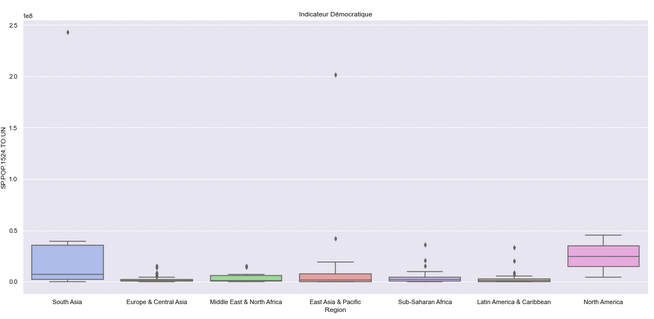 Indicateur Démocratique
1e8
2.5
2.0
1.5
1.0
0.5
0.0
SP.POP.1524.TO.UN
South Asia
Europe & Central Asia
Middle East & North Africa
East Asia & Pacific
Sub-Saharan Africa
Latin America & Caribbean
North America
Region